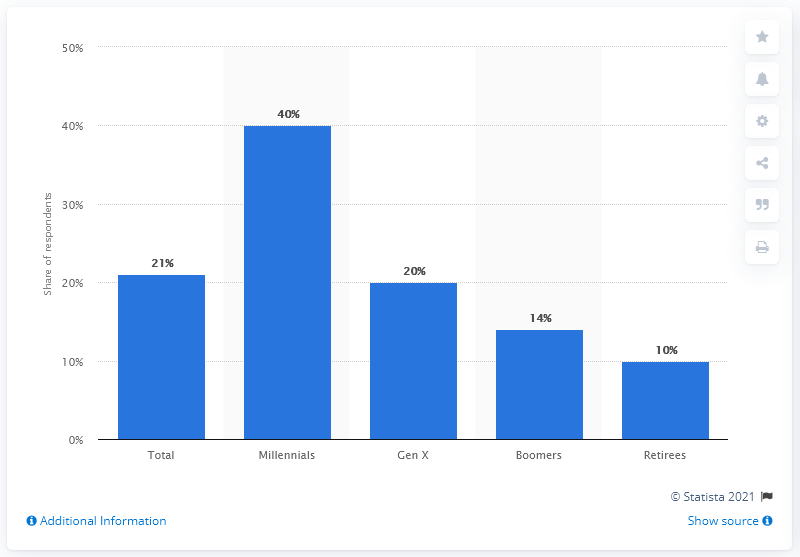 50%
40%
30%
20%
10%
0%
Share of respondents
21%
40%
20%
14%
10%
Total
Millennials
Gen X
Boomers
Retirees
© Statista 2021
Additional Information
Show source